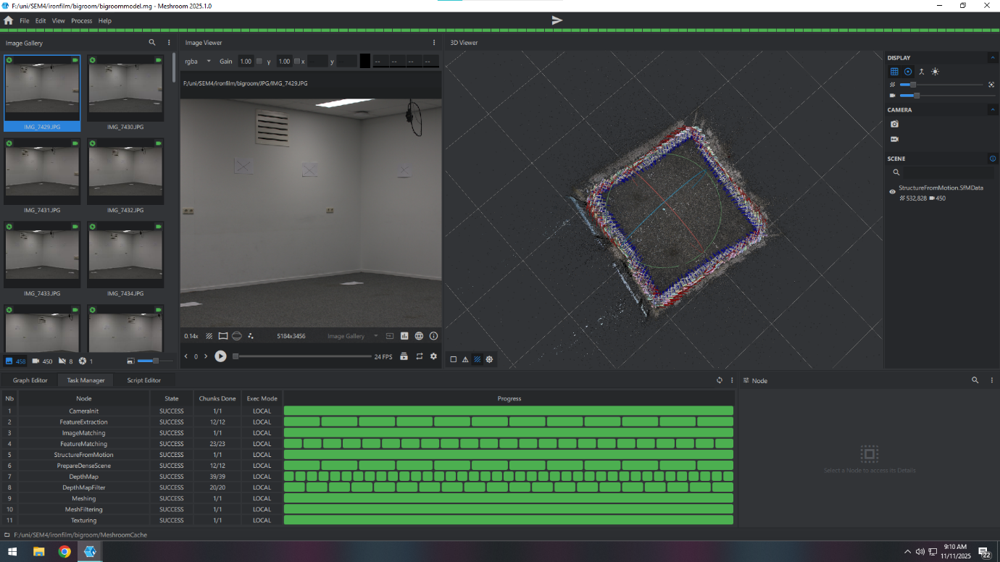 F:/uni/SEM4/ironfilm/bigroom/bigroommodel.mg - Meshroom 2025.1.0
File Edit View Process Help
Image Gallery
IMG_7429.JPG IMG_7430.JPG
IMG_7431.JPG IMG_7432.JPG
IMG_7433.JPG IMG_7434.JPG
458 450 8 1
Image Viewer
rgba Gain 1.00 γ 1.00 x y -- -- -- --
F:/uni/SEM4/ironfilm/bigroom/JPG/IMG_7429.JPG
0.14x 5184x3456 Image Gallery
0 24 FPS
3D Viewer
DISPLAY
CAMERA
SCENE
StructureFromMotion.SfMData
532,828 450
Graph Editor Task Manager Script Editor
Nb Node State Chunks Done Exec Mode Progress
1 CameraInit SUCCESS 1/1 LOCAL
2 FeatureExtraction SUCCESS 12/12 LOCAL
3 ImageMatching SUCCESS 1/1 LOCAL
4 FeatureMatching SUCCESS 23/23 LOCAL
5 StructureFromMotion SUCCESS 1/1 LOCAL
6 PrepareDenseScene SUCCESS 12/12 LOCAL
7 DepthMap SUCCESS 39/39 LOCAL
8 DepthMapFilter SUCCESS 20/20 LOCAL
9 Meshing SUCCESS 1/1 LOCAL
10 MeshFiltering SUCCESS 1/1 LOCAL
11 Texturing SUCCESS 1/1 LOCAL
Node
Select a Node to access its Details
F:/uni/SEM4/ironfilm/bigroom/MeshroomCache
9:10 AM
11/11/2025
22